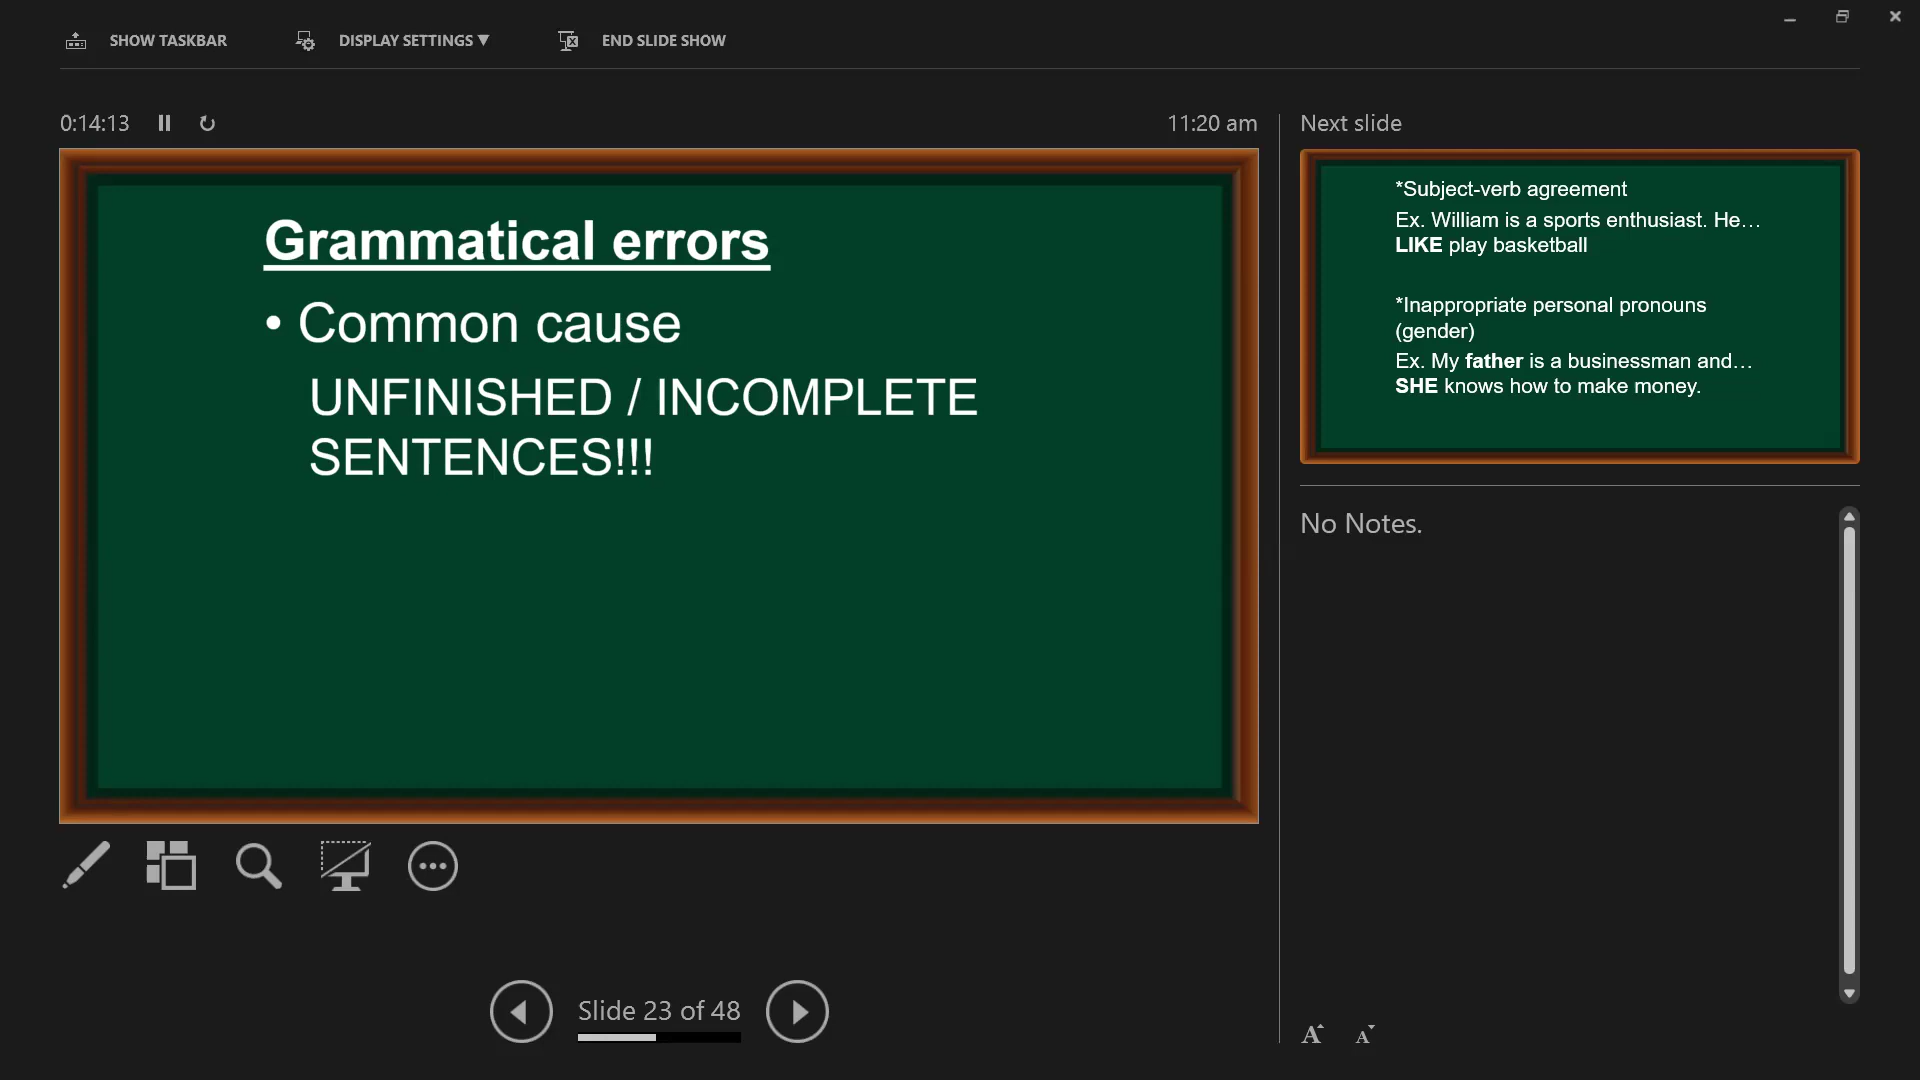 SHOW TASKBAR
DISPLAY SETTINGS ▼
END SLIDE SHOW
0:14:13
11:20 am
Grammatical errors
• Common cause
UNFINISHED / INCOMPLETE
SENTENCES!!!
Slide 23 of 48
Next slide
*Subject-verb agreement
Ex. William is a sports enthusiast. He…
LIKE play basketball
*Inappropriate personal pronouns
(gender)
Ex. My father is a businessman and…
SHE knows how to make money.
No Notes.
A A